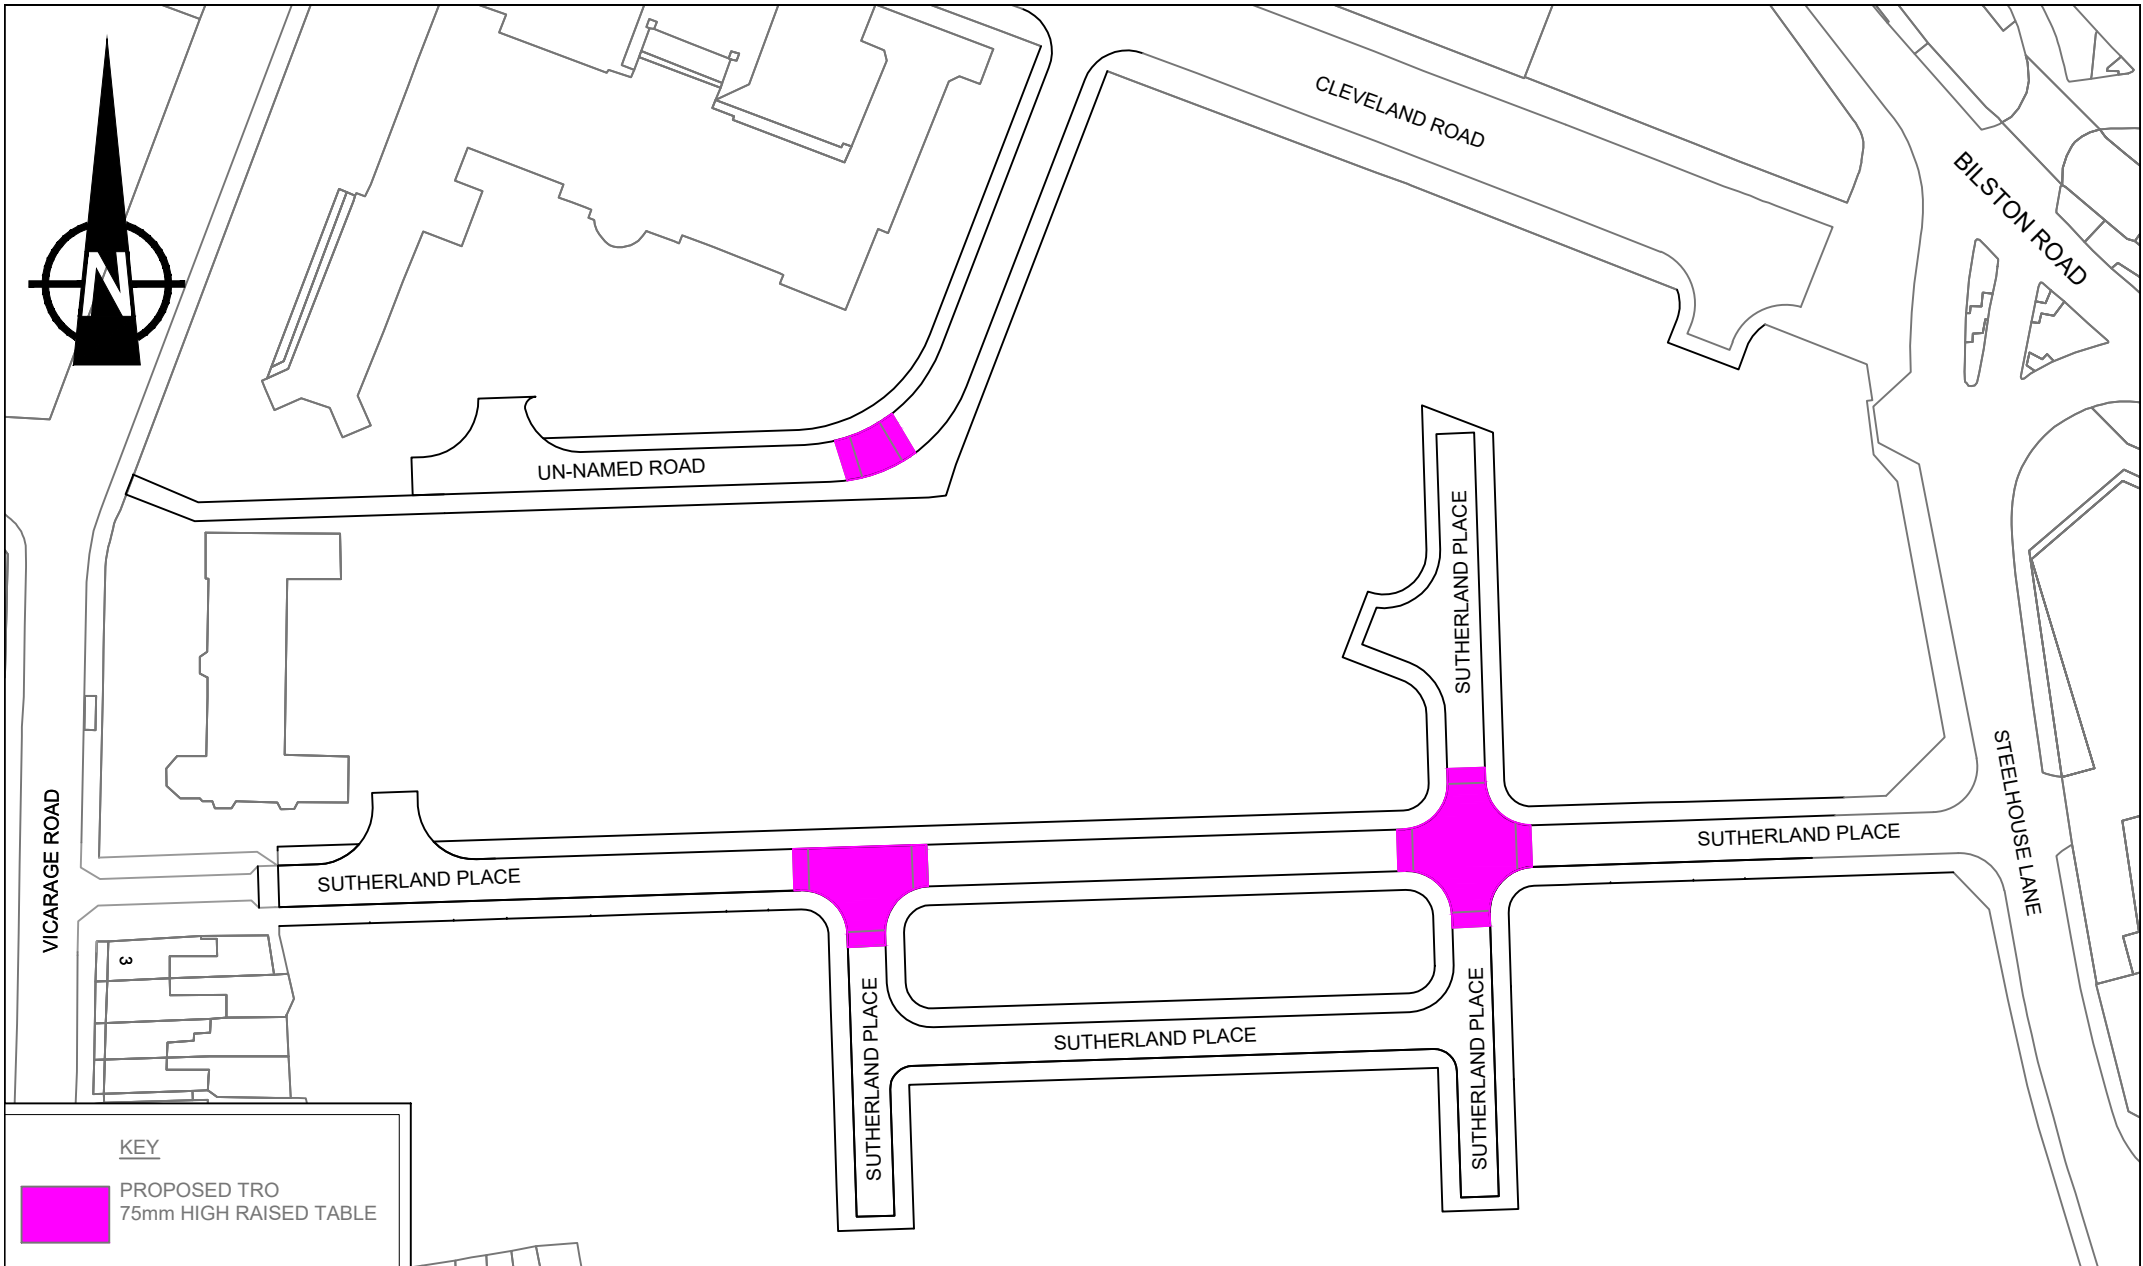 CLEVELAND ROAD
BILSTON ROAD
N
UN-NAMED ROAD
SUTHERLAND PLACE
STEELHOUSE LANE
VICARAGE ROAD
SUTHERLAND PLACE
SUTHERLAND PLACE
3
SUTHERLAND PLACE
SUTHERLAND PLACE
SUTHERLAND PLACE
KEY
PROPOSED TRO
75mm HIGH RAISED TABLE